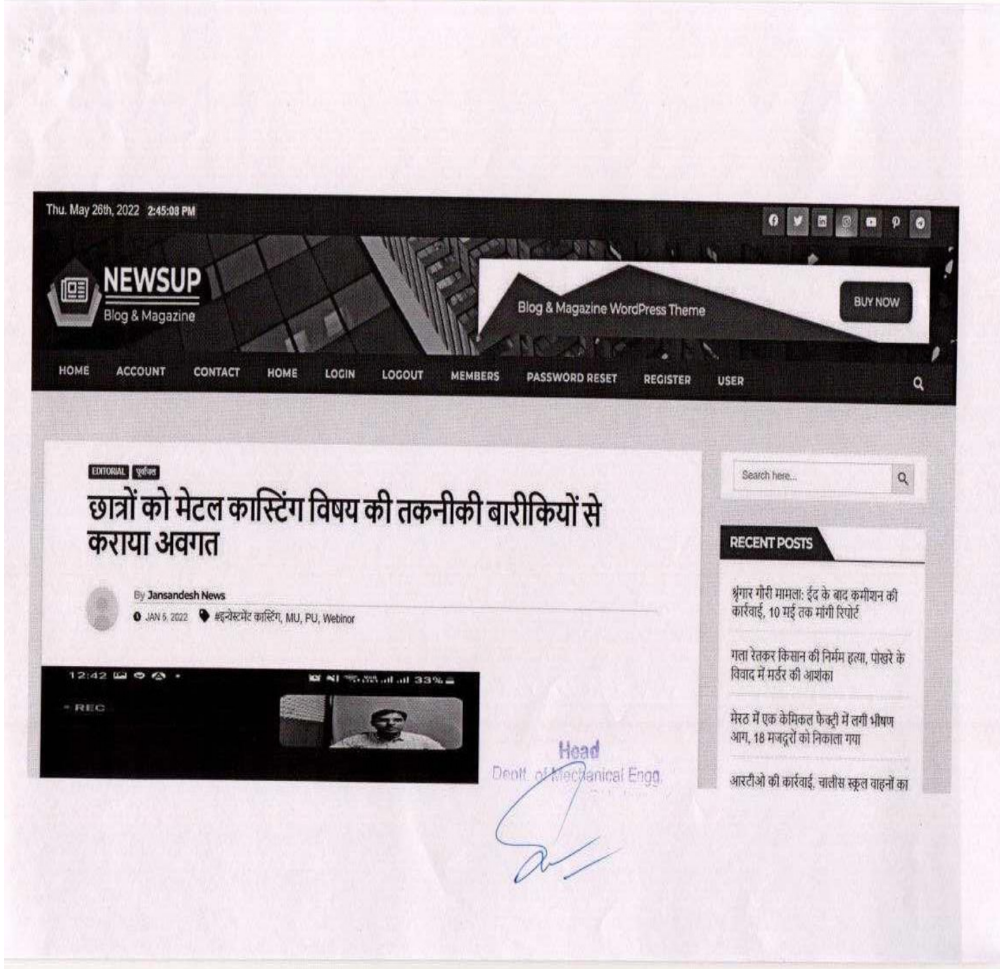 Thu. May 26th, 2022 2:45:08 PM
NEWSUP
Blog & Magazine
Blog & Magazine WordPress Theme
BUY NOW
HOME ACCOUNT CONTACT HOME LOGIN LOGOUT MEMBERS PASSWORD RESET REGISTER USER
EDITORIAL पूर्वांचल
छात्रों को मेटल कास्टिंग विषय की तकनीकी बारीकियों से
कराया अवगत
By Jansandesh News
JAN 5, 2022 #इन्वेस्टमेंट कास्टिंग, MU, PU, Webinor
12:42
33%
REC
Head
Deptt. of Mechanical Engg.
Search here...
RECENT POSTS
श्रृंगार गौरी मामला: ईद के बाद कमीशन की
कार्रवाई, 10 मई तक मांगी रिपोर्ट
गला रेतकर किसान की निर्मम हत्या, पोखरे के
विवाद में मर्डर की आशंका
मेरठ में एक केमिकल फैक्ट्री में लगी भीषण
आग, 18 मजदूरों को निकाला गया
आरटीओ की कार्रवाई, चालीस स्कूल वाहनों का